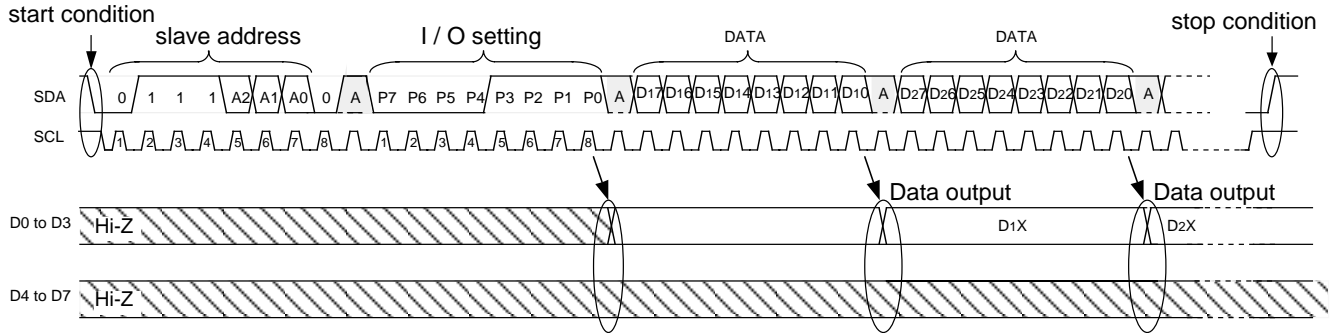 start condition
stop condition
slave address
I / O setting
DATA
DATA
SDA
0 1 1 1 A2 A1 A0 0 A P7 P6 P5 P4 P3 P2 P1 P0 A D17 D16 D15 D14 D13 D12 D11 D10 A D27 D26 D25 D24 D23 D22 D21 D20 A
SCL
1 2 3 4 5 6 7 8 1 2 3 4 5 6 7 8
Data output
Data output
D0 to D3
Hi-Z
D1X
D2X
D4 to D7
Hi-Z